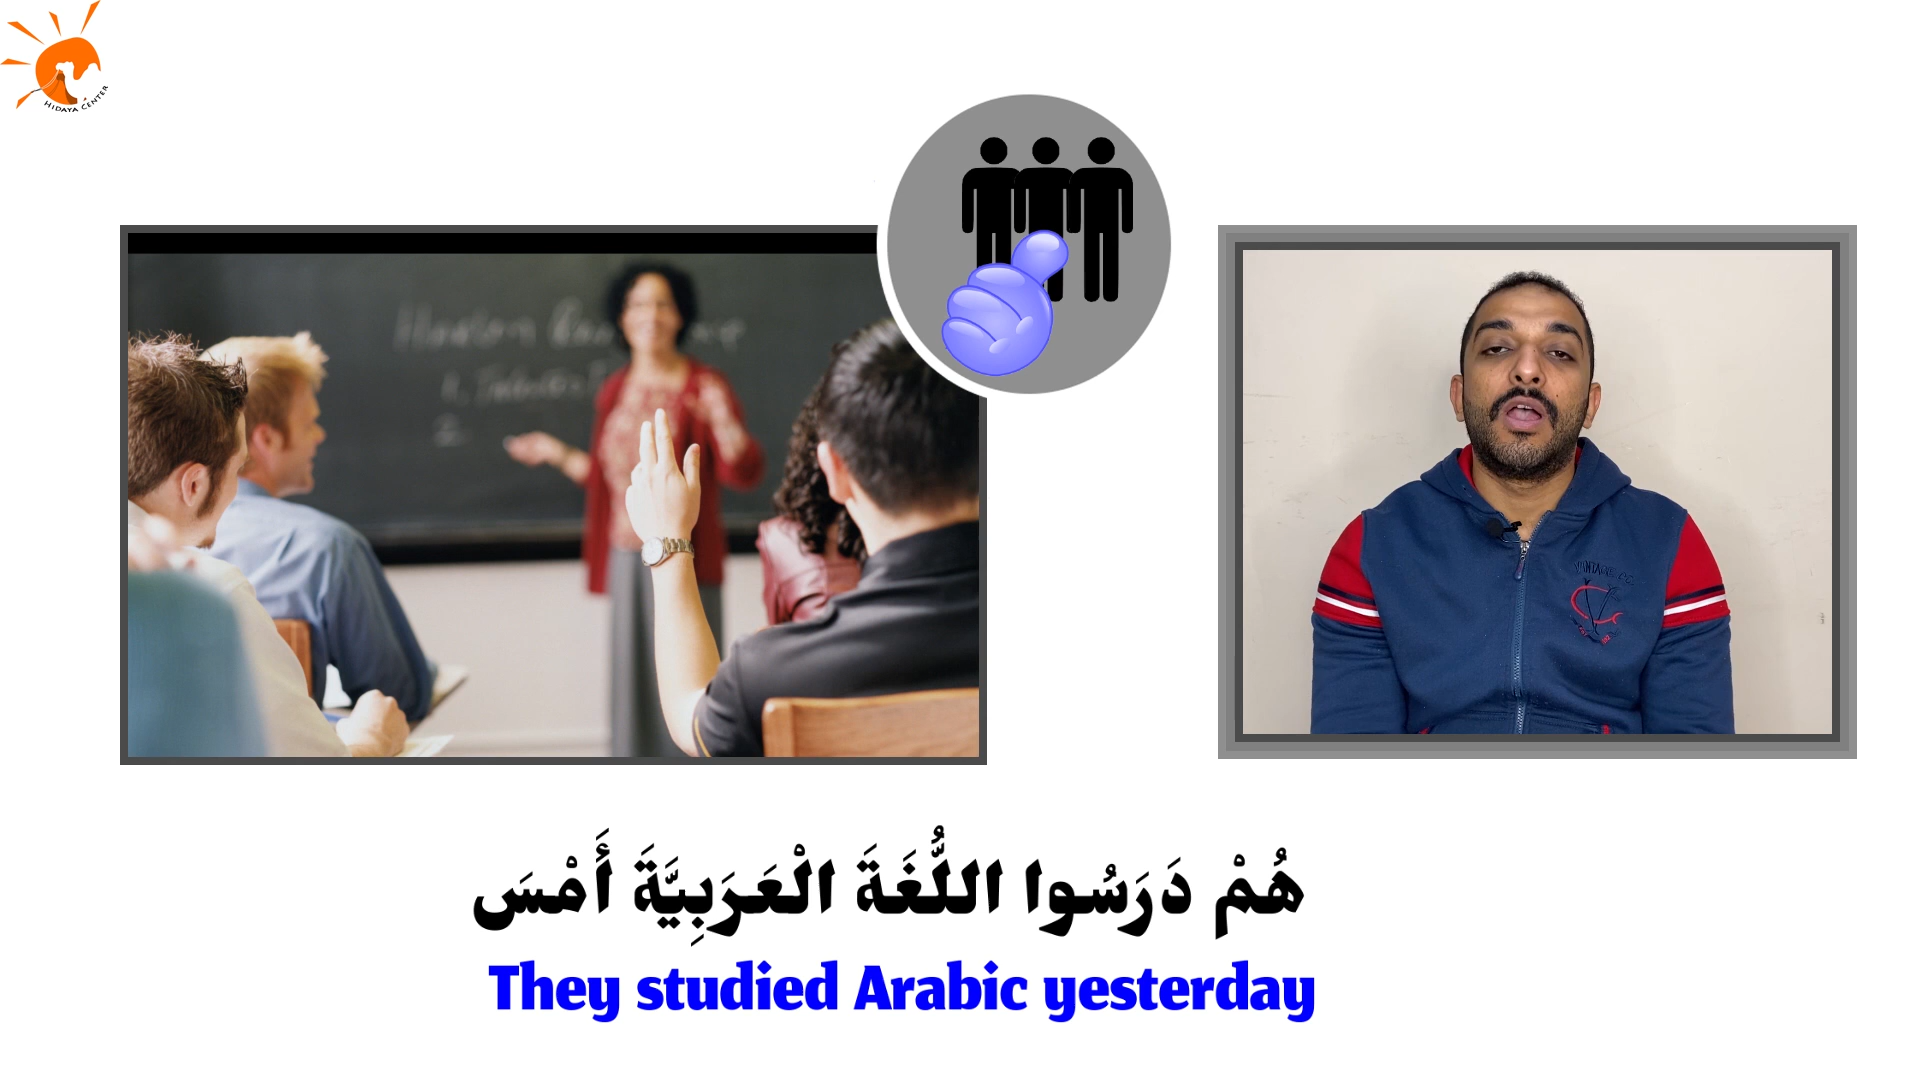 HIDAYA CENTER
هُمْ دَرَسُوا اللُّغَةَ الْعَرَبِيَّةَ أَمْسَ
They studied Arabic yesterday